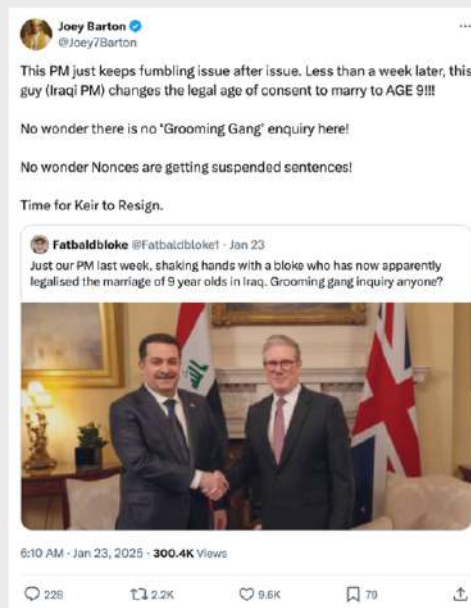 Joey Barton
@Joey7Barton
This PM just keeps fumbling issue after issue. Less than a week later, this
guy (Iraqi PM) changes the legal age of consent to marry to AGE 9!!!
No wonder there is no 'Grooming Gang' enquiry here!
No wonder Nonces are getting suspended sentences!
Time for Keir to Resign.
Fatbaldbloke @Fatbaldbloke1 · Jan 23
Just our PM last week, shaking hands with a bloke who has now apparently
legalised the marriage of 9 year olds in Iraq. Grooming gang inquiry anyone?
6:10 AM · Jan 23, 2025 · 300.4K Views
228 2.2K 9.6K 79